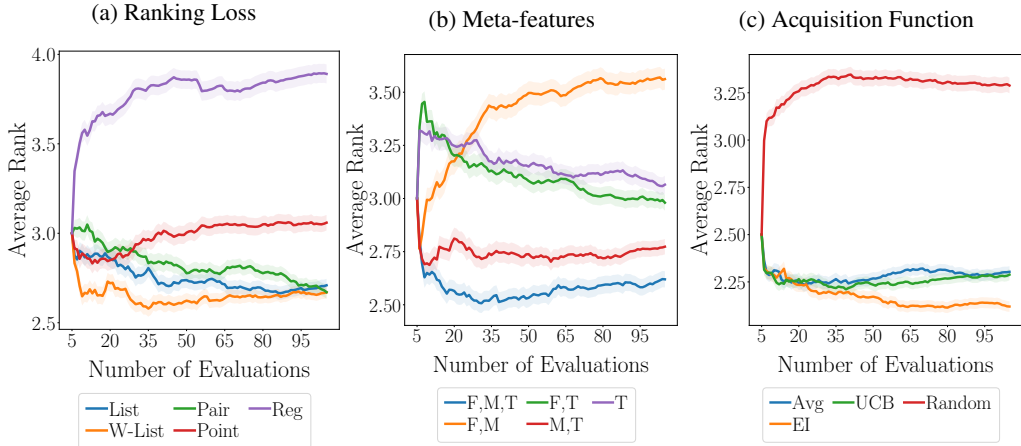 (a) Ranking Loss
Average Rank
4.0
3.5
3.0
2.5
5 20 35 50 65 80 95
Number of Evaluations
List Pair Reg
W-List Point
(b) Meta-features
Average Rank
3.50
3.25
3.00
2.75
2.50
5 20 35 50 65 80 95
Number of Evaluations
F,M,T F,T T
F,M M,T
(c) Acquisition Function
Average Rank
3.25
3.00
2.75
2.50
2.25
5 20 35 50 65 80 95
Number of Evaluations
Avg UCB Random
EI